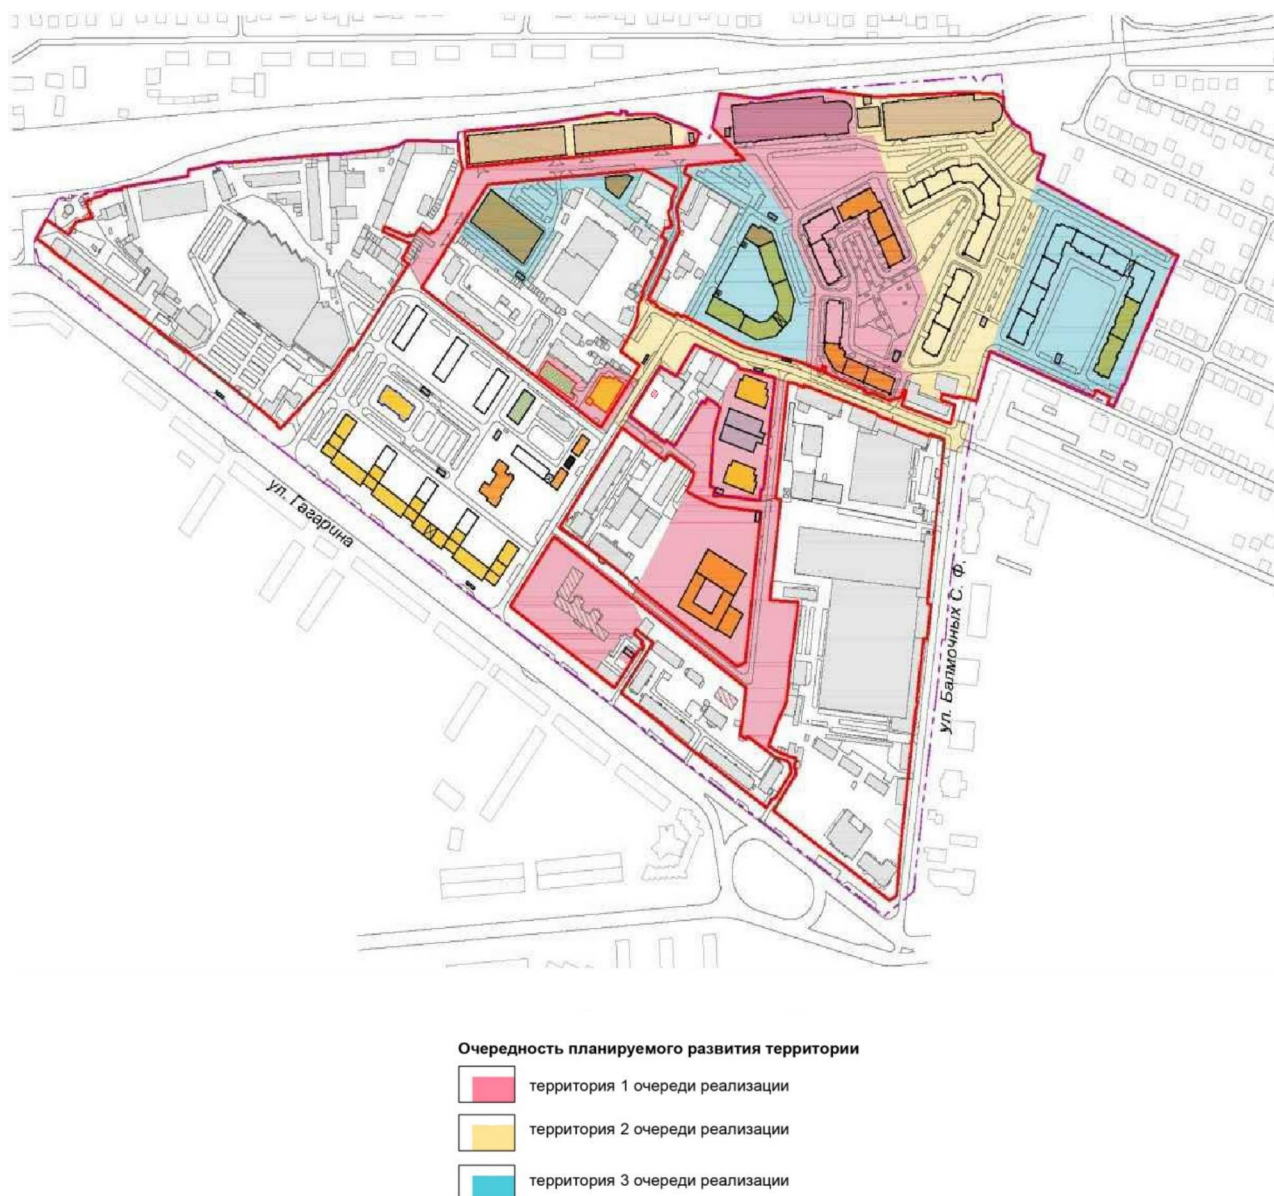 ул. Гагарина
ул. Балмочных С. Ф.
Очередность планируемого развития территории
территория 1 очереди реализации
территория 2 очереди реализации
территория 3 очереди реализации